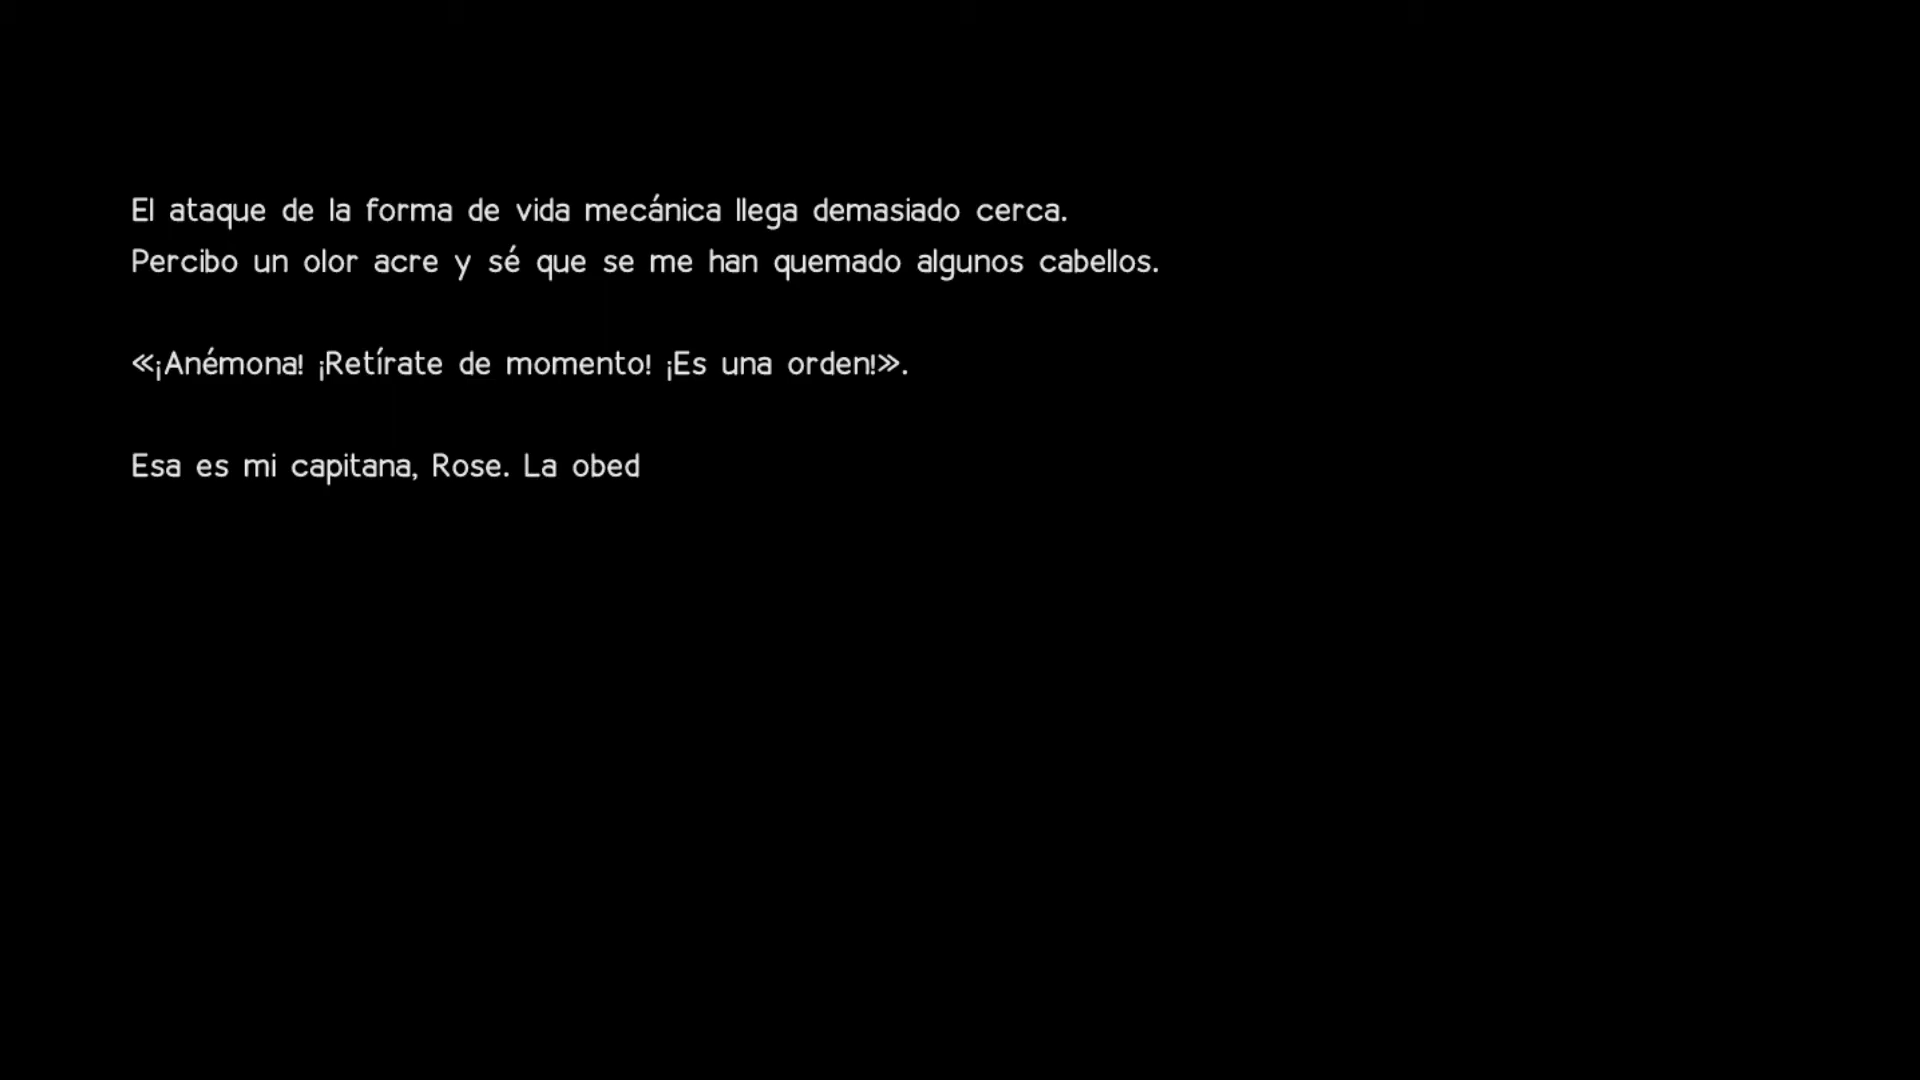 El ataque de la forma de vida mecánica llega demasiado cerca.
Percibo un olor acre y sé que se me han quemado algunos cabellos.
«¡Anémona! ¡Retírate de momento! ¡Es una orden!».
Esa es mi capitana, Rose. La obed